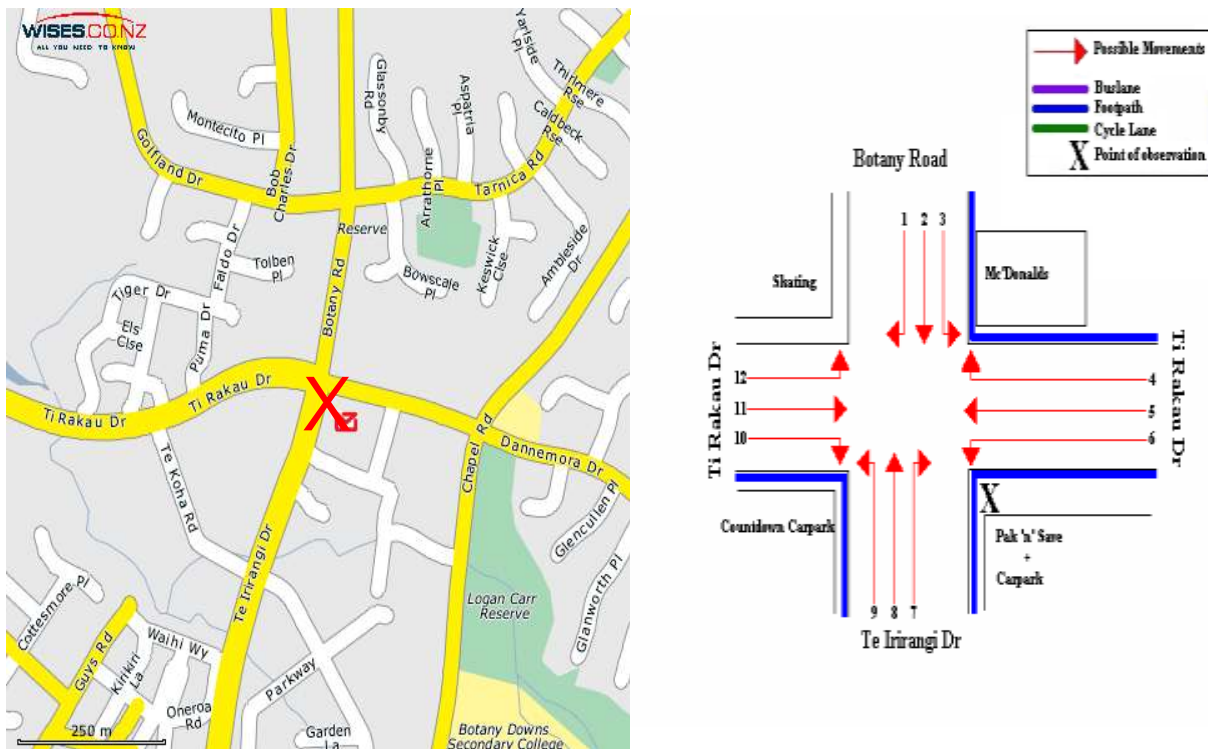 WISES.CO.NZ
ALL YOU NEED TO KNOW
Yarlside
Pl
Thirlmere
Rse
Glassonby
Rd
Aspatria
Pl
Caldbeck
Rse
Montecito Pl
Golfland Dr
Bob
Charles Dr
Arrathorne
Pl
Tarnica Rd
Reserve
Faldo Dr
Tolben
Pl
Botany Rd
Bowscale
Pl
Keswick
Clse
Ambleside
Dr
Tiger Dr
Els
Clse
Puma Dr
Ti Rakau Dr
Ti Rakau Dr
X
Te Koha Rd
Chapel Rd
Dannemora Dr
Glencullen Pl
Te Irirangi Dr
Logan Carr
Reserve
Glanworth Pl
Cottesmore Pl
Guys Rd
Waihi Wy
Kirikiri
La
Oneroa
Rd
Parkway
Garden
La
250 m
Botany Downs
Secondary College
Possible Movements
Buslane
Footpath
Cycle Lane
X Point of observation
Botany Road
1 2 3
Skating
Mc'Donalds
Ti Rakau Dr
12
11
10
4
5
6
Ti Rakau Dr
X
Countdown Carpark
Pak 'n' Save
+
Carpark
9 8 7
Te Irirangi Dr